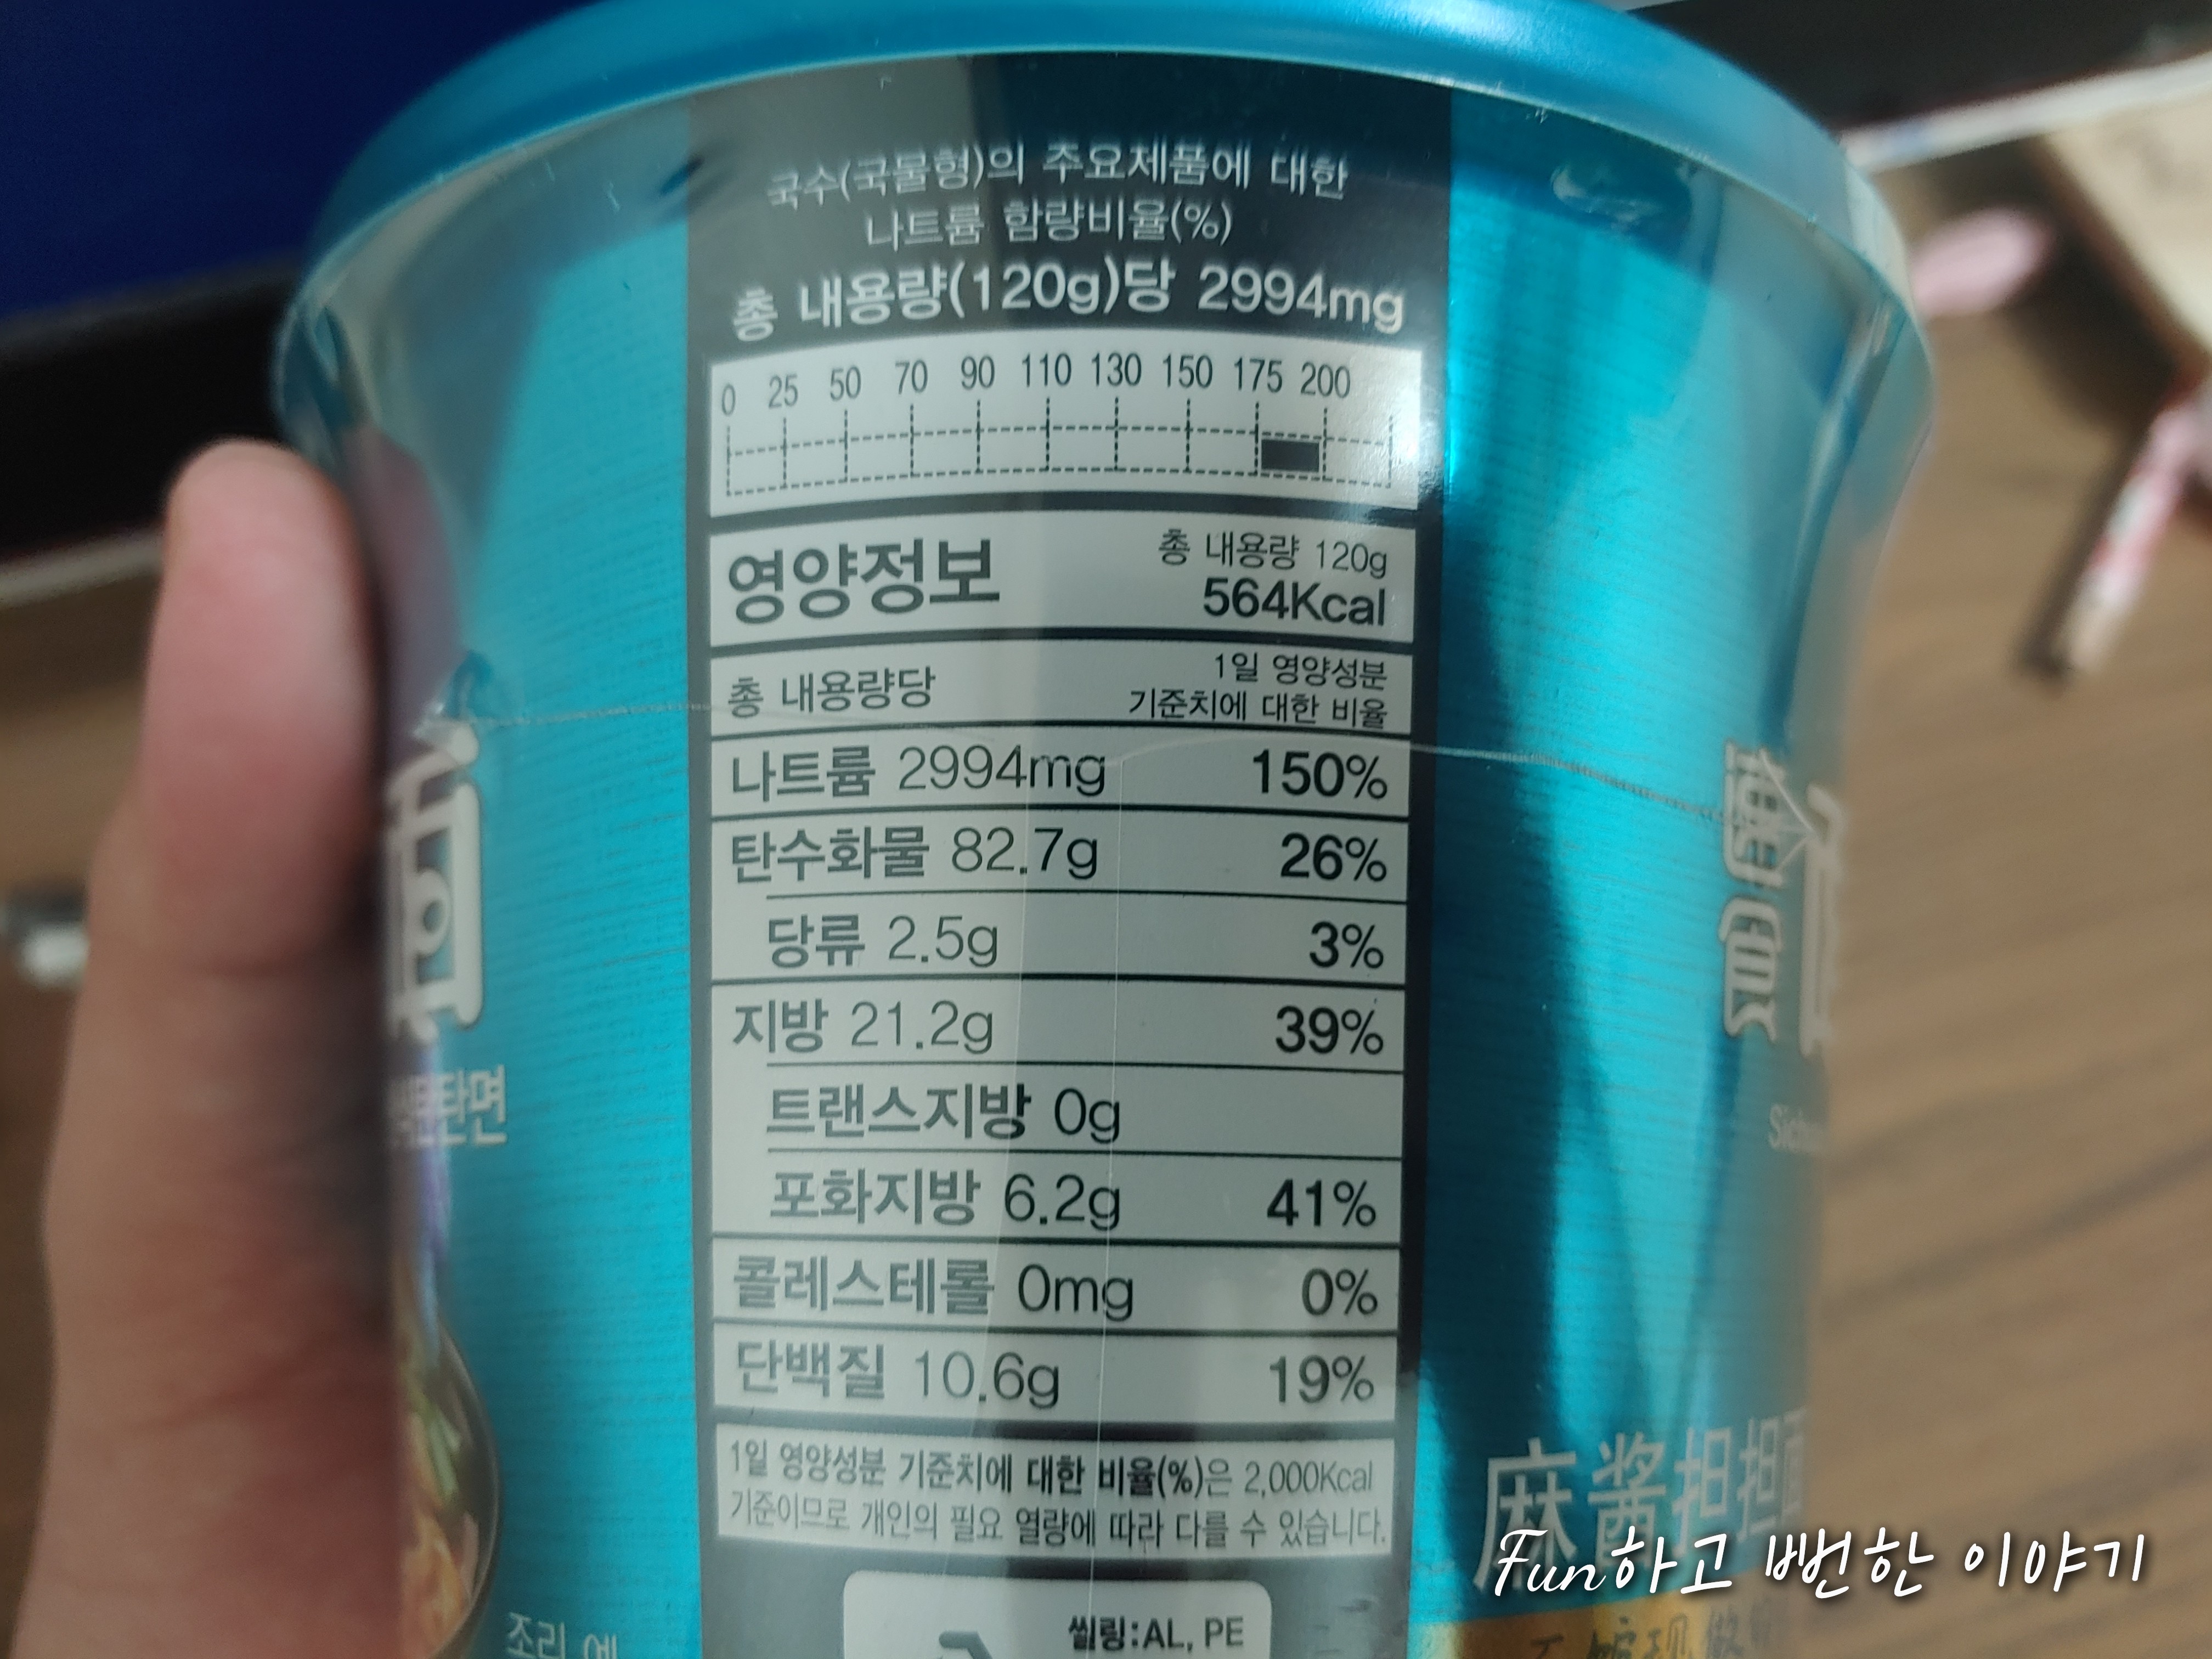 국수(국물형)의 주요제품에 대한
나트륨 함량비율(%)
총 내용량(120g)당 2994mg
0 25 50 70 90 110 130 150 175 200
영양정보
총 내용량 120g
564Kcal
총 내용량당
1일 영양성분
기준치에 대한 비율
나트륨 2994mg 150%
탄수화물 82.7g 26%
당류 2.5g 3%
지방 21.2g 39%
트랜스지방 0g
포화지방 6.2g 41%
콜레스테롤 0mg 0%
단백질 10.6g 19%
1일 영양성분 기준치에 대한 비율(%)은 2,000Kcal
기준이므로 개인의 필요 열량에 따라 다를 수 있습니다.
씰링:AL, PE
탄면
조리 예
麻酱担担
Fun하고 뻔한 이야기